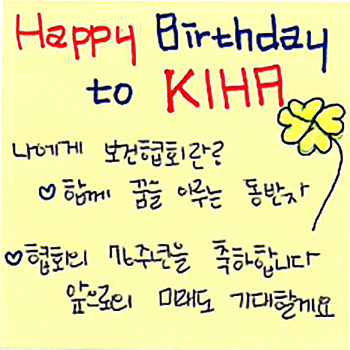 Happy Birthday
to KIHA
나에게 보건협회란?
♡함께 꿈을 이루는 동반자
♡협회의 74주년을 축하합니다
앞으로의 미래도 기대할게요